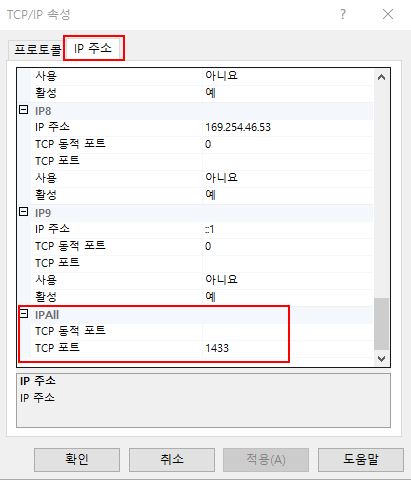 TCP/IP 속성
프로토콜 IP 주소
사용 아니요
활성 예
IP8
IP 주소 169.254.46.53
TCP 동적 포트 0
TCP 포트
사용 아니요
활성 예
IP9
IP 주소 ::1
TCP 동적 포트 0
TCP 포트
사용 아니요
활성 예
IPAll
TCP 동적 포트
TCP 포트 1433
IP 주소
IP 주소
확인 취소 적용(A) 도움말